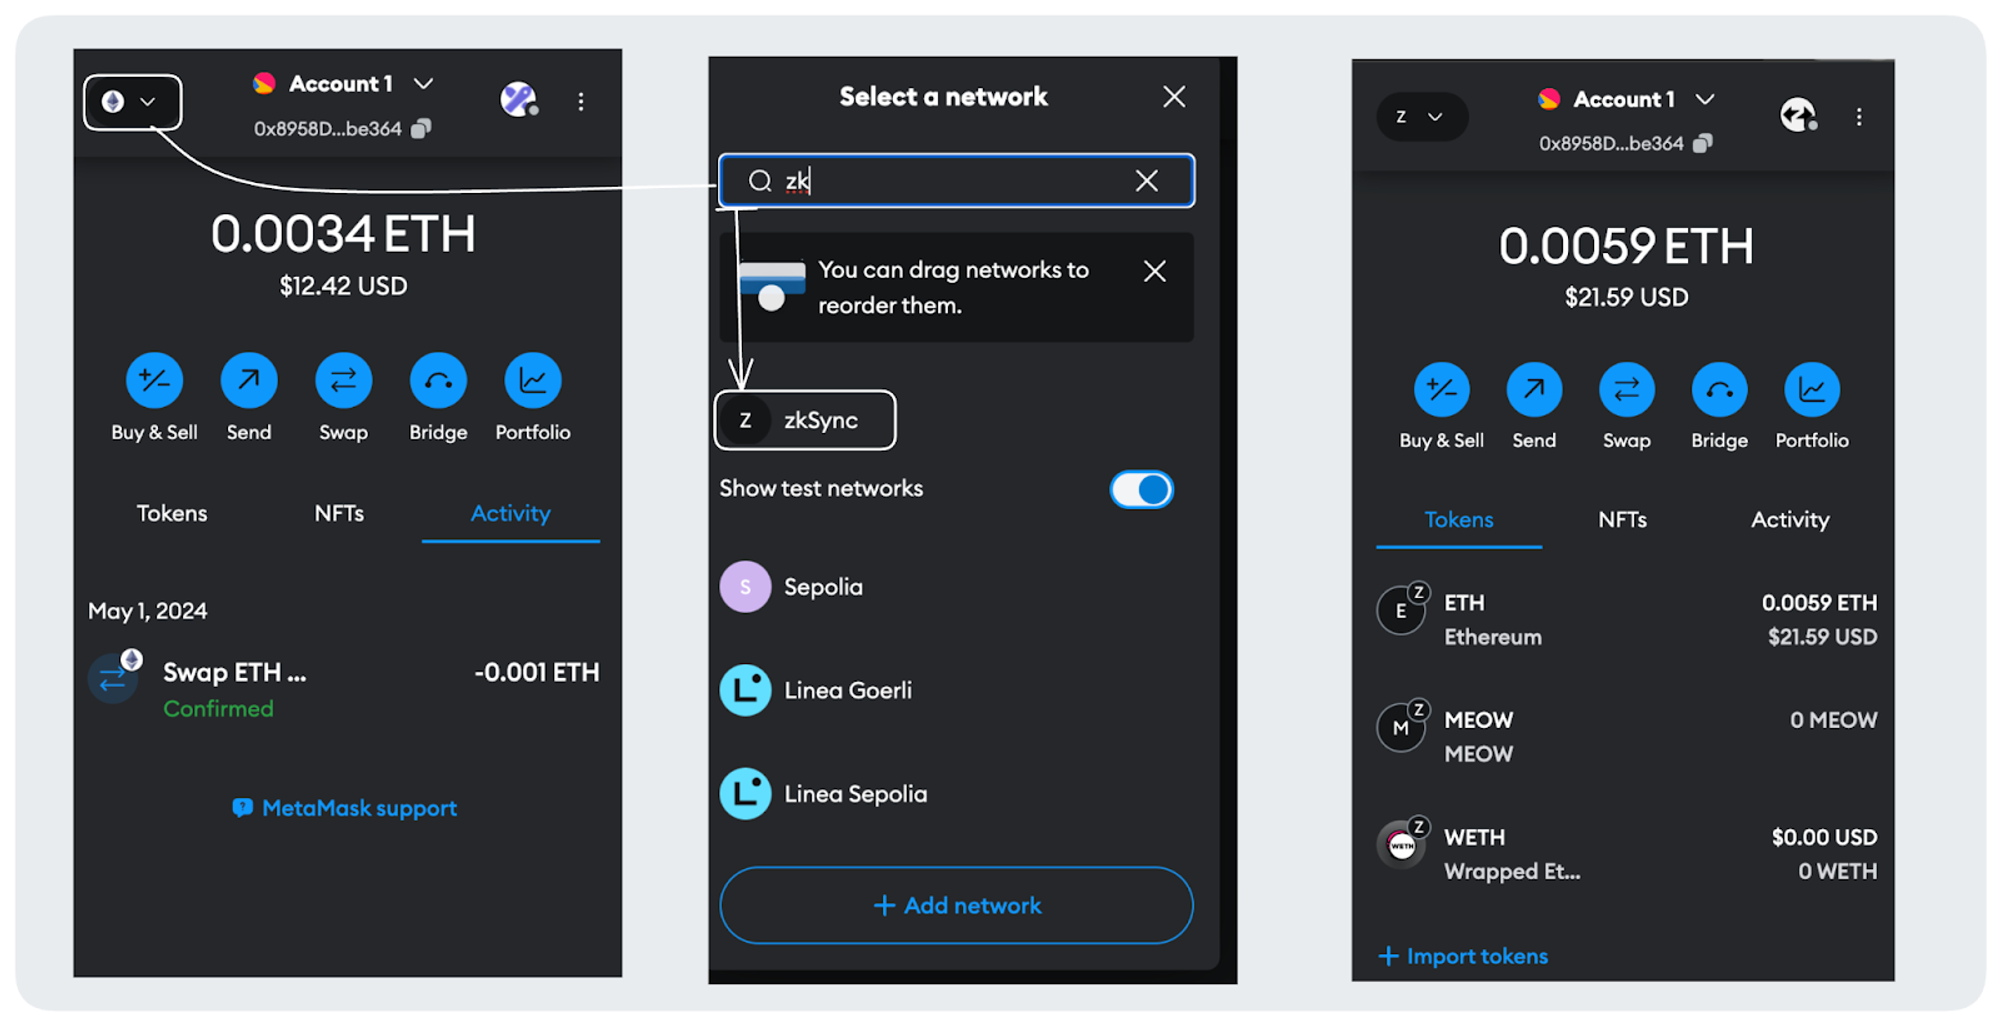 Account 1
0x8958D...be364
0.0034 ETH
$12.42 USD
Buy & Sell
Send
Swap
Bridge
Portfolio
Tokens
NFTs
Activity
May 1, 2024
Swap ETH ...
-0.001 ETH
Confirmed
MetaMask support
Select a network
zk
You can drag networks to
reorder them.
Z
zkSync
Show test networks
S
Sepolia
L
Linea Goerli
L
Linea Sepolia
+ Add network
Z
Account 1
0x8958D...be364
0.0059 ETH
$21.59 USD
Buy & Sell
Send
Swap
Bridge
Portfolio
Tokens
NFTs
Activity
E
Z
ETH
0.0059 ETH
Ethereum
$21.59 USD
M
Z
MEOW
0 MEOW
MEOW
WETH
Z
WETH
$0.00 USD
Wrapped Et...
0 WETH
+ Import tokens